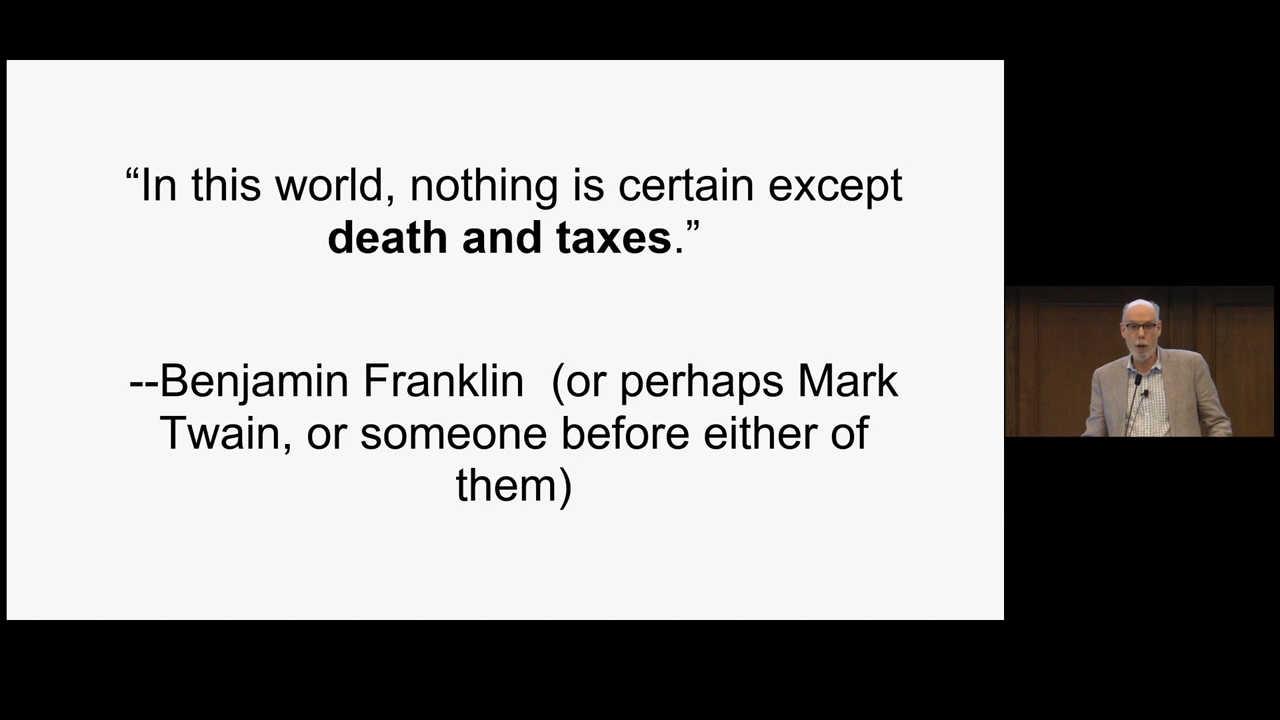 “In this world, nothing is certain except
death and taxes.”
--Benjamin Franklin  (or perhaps Mark
Twain, or someone before either of
them)